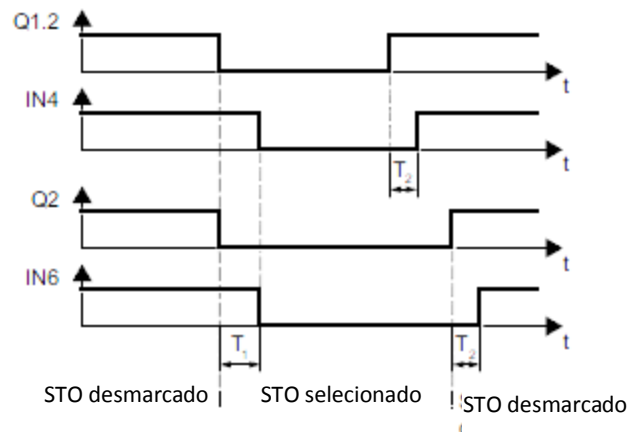 Q1.2
t
IN4
t
T2
Q2
t
IN6
t
T1
T2
STO desmarcado
STO selecionado
STO desmarcado